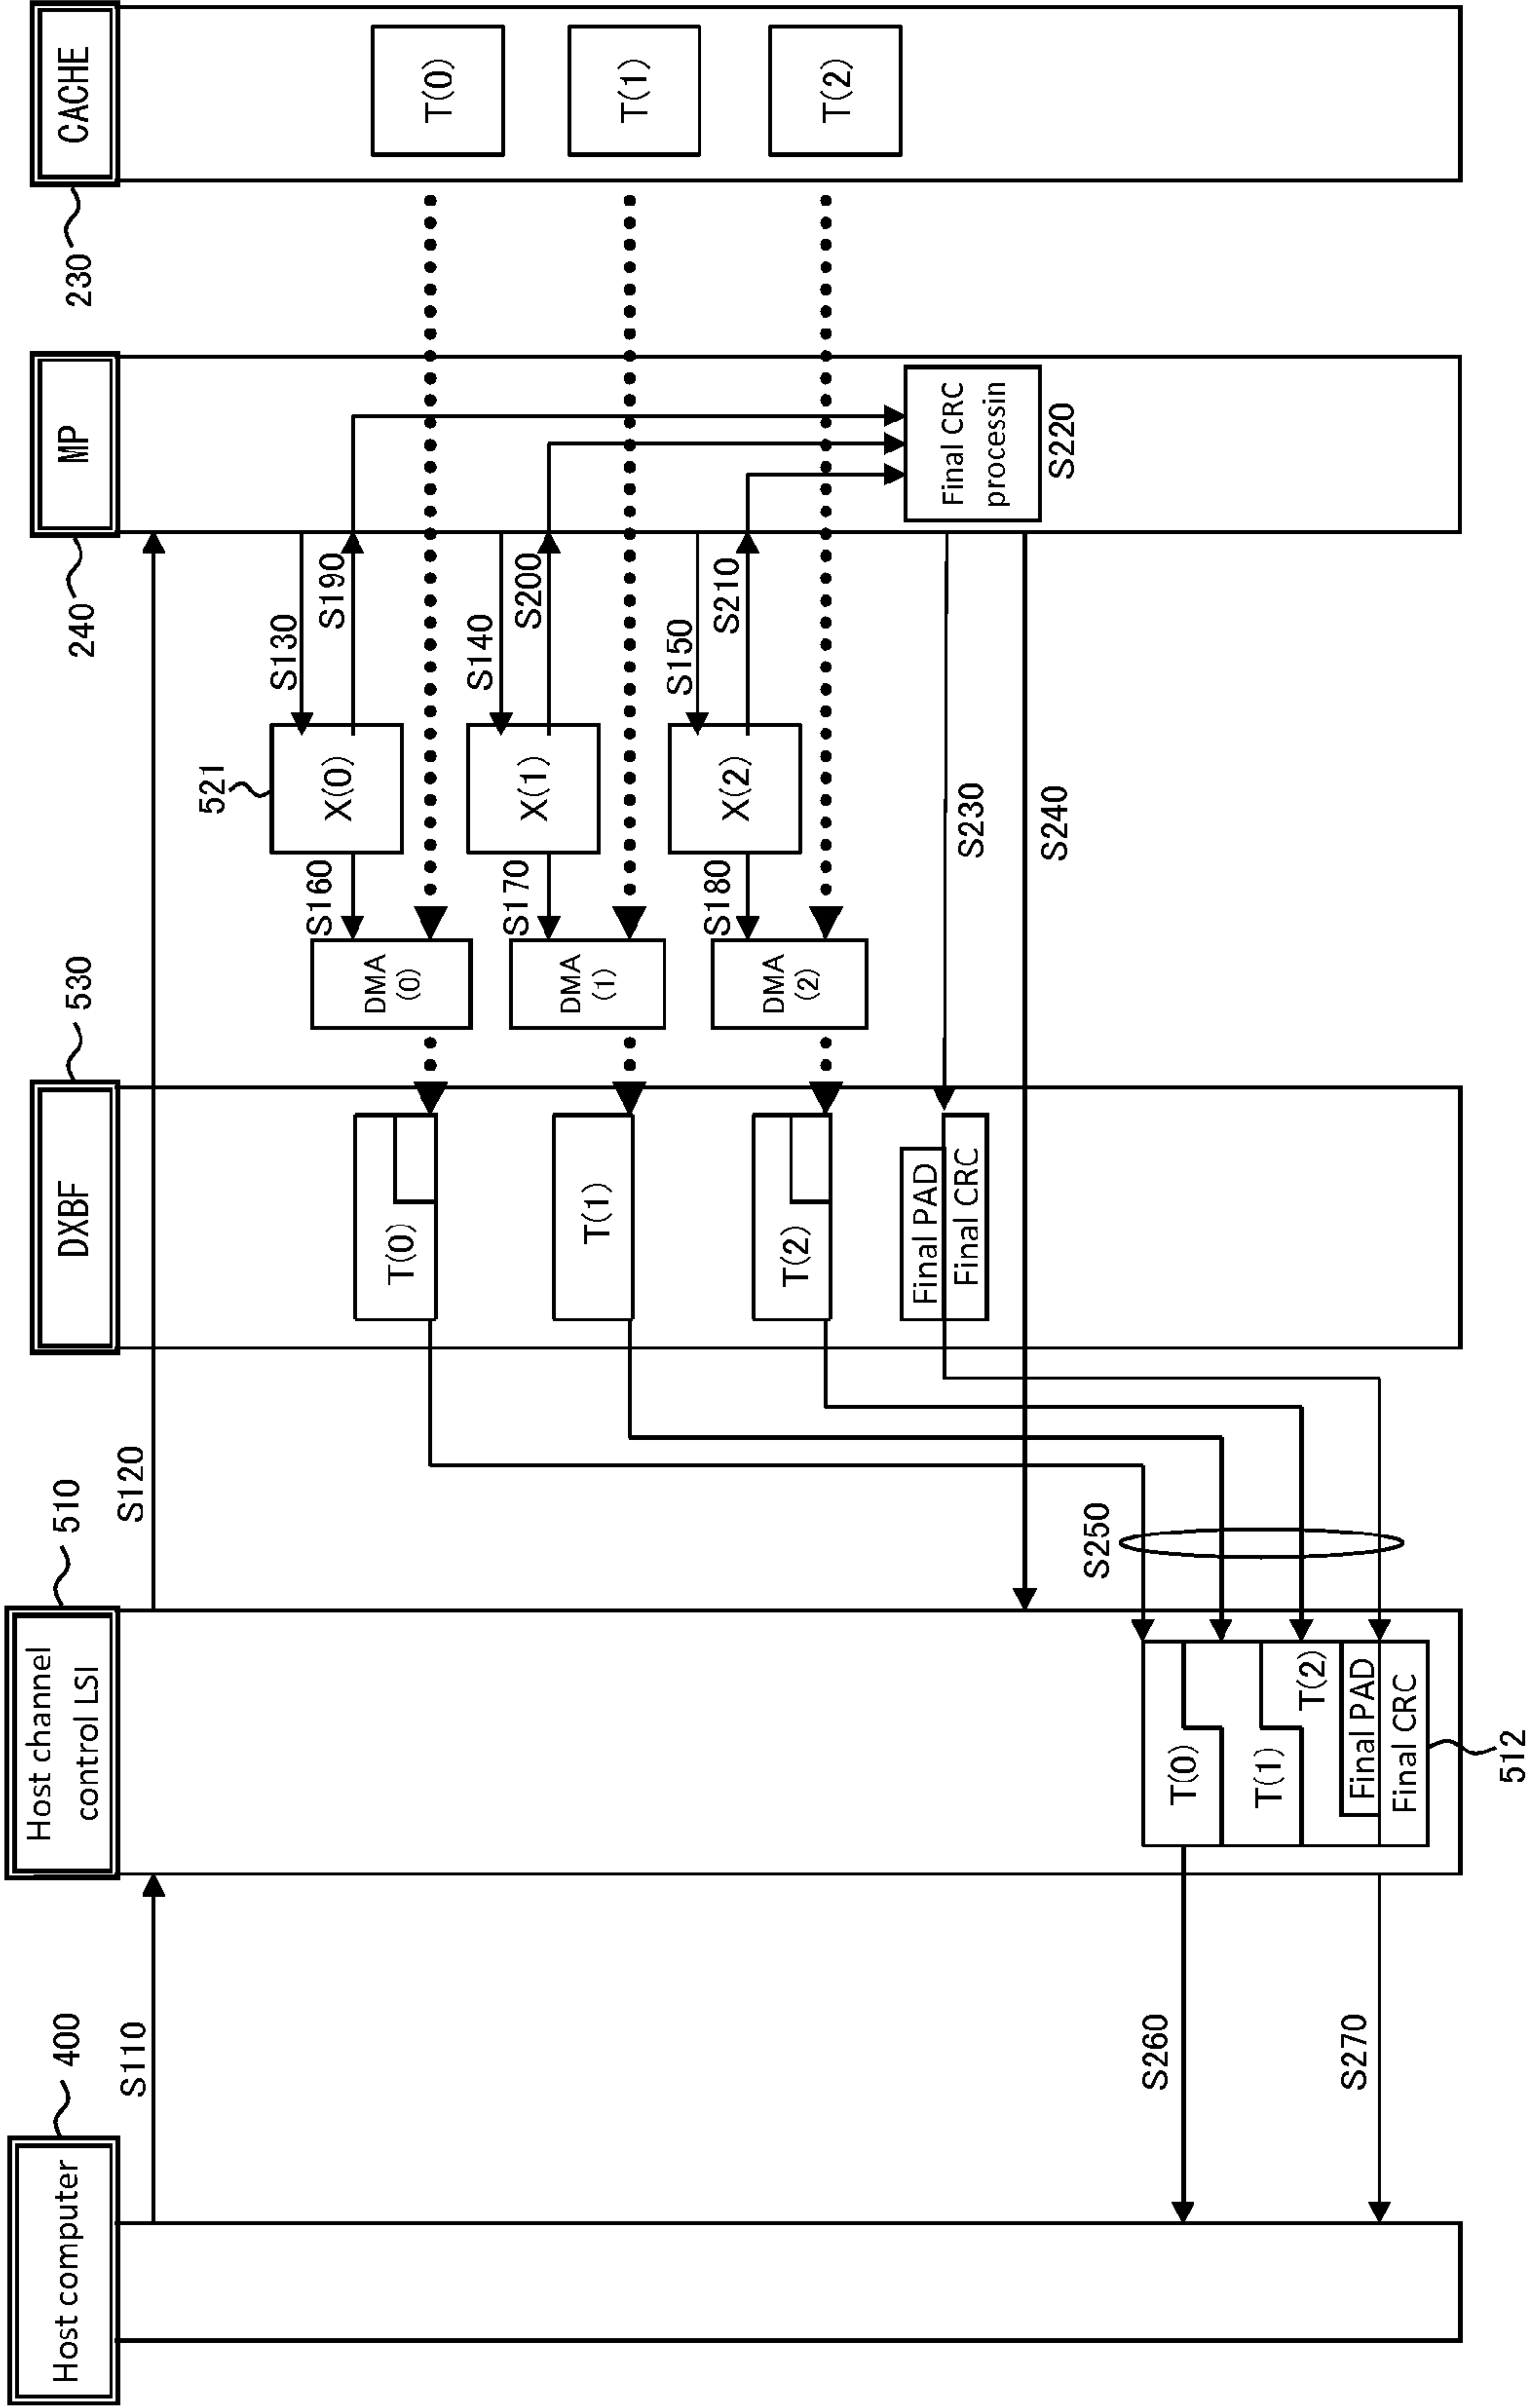 Host computer
400
Host channel
control LSI
510
DXBF
530
MP
240
CACHE
230
S110
S120
S130
S190
521
X(0)
S160
DMA
(0)
T(0)
T(0)
S140
S200
X(1)
S170
DMA
(1)
T(1)
T(1)
S150
S210
X(2)
S180
DMA
(2)
T(2)
T(2)
Final CRC
processin
S220
Final PAD
Final CRC
S230
S240
S250
T(0)
T(1)
T(2)
Final PAD
Final CRC
512
S260
S270